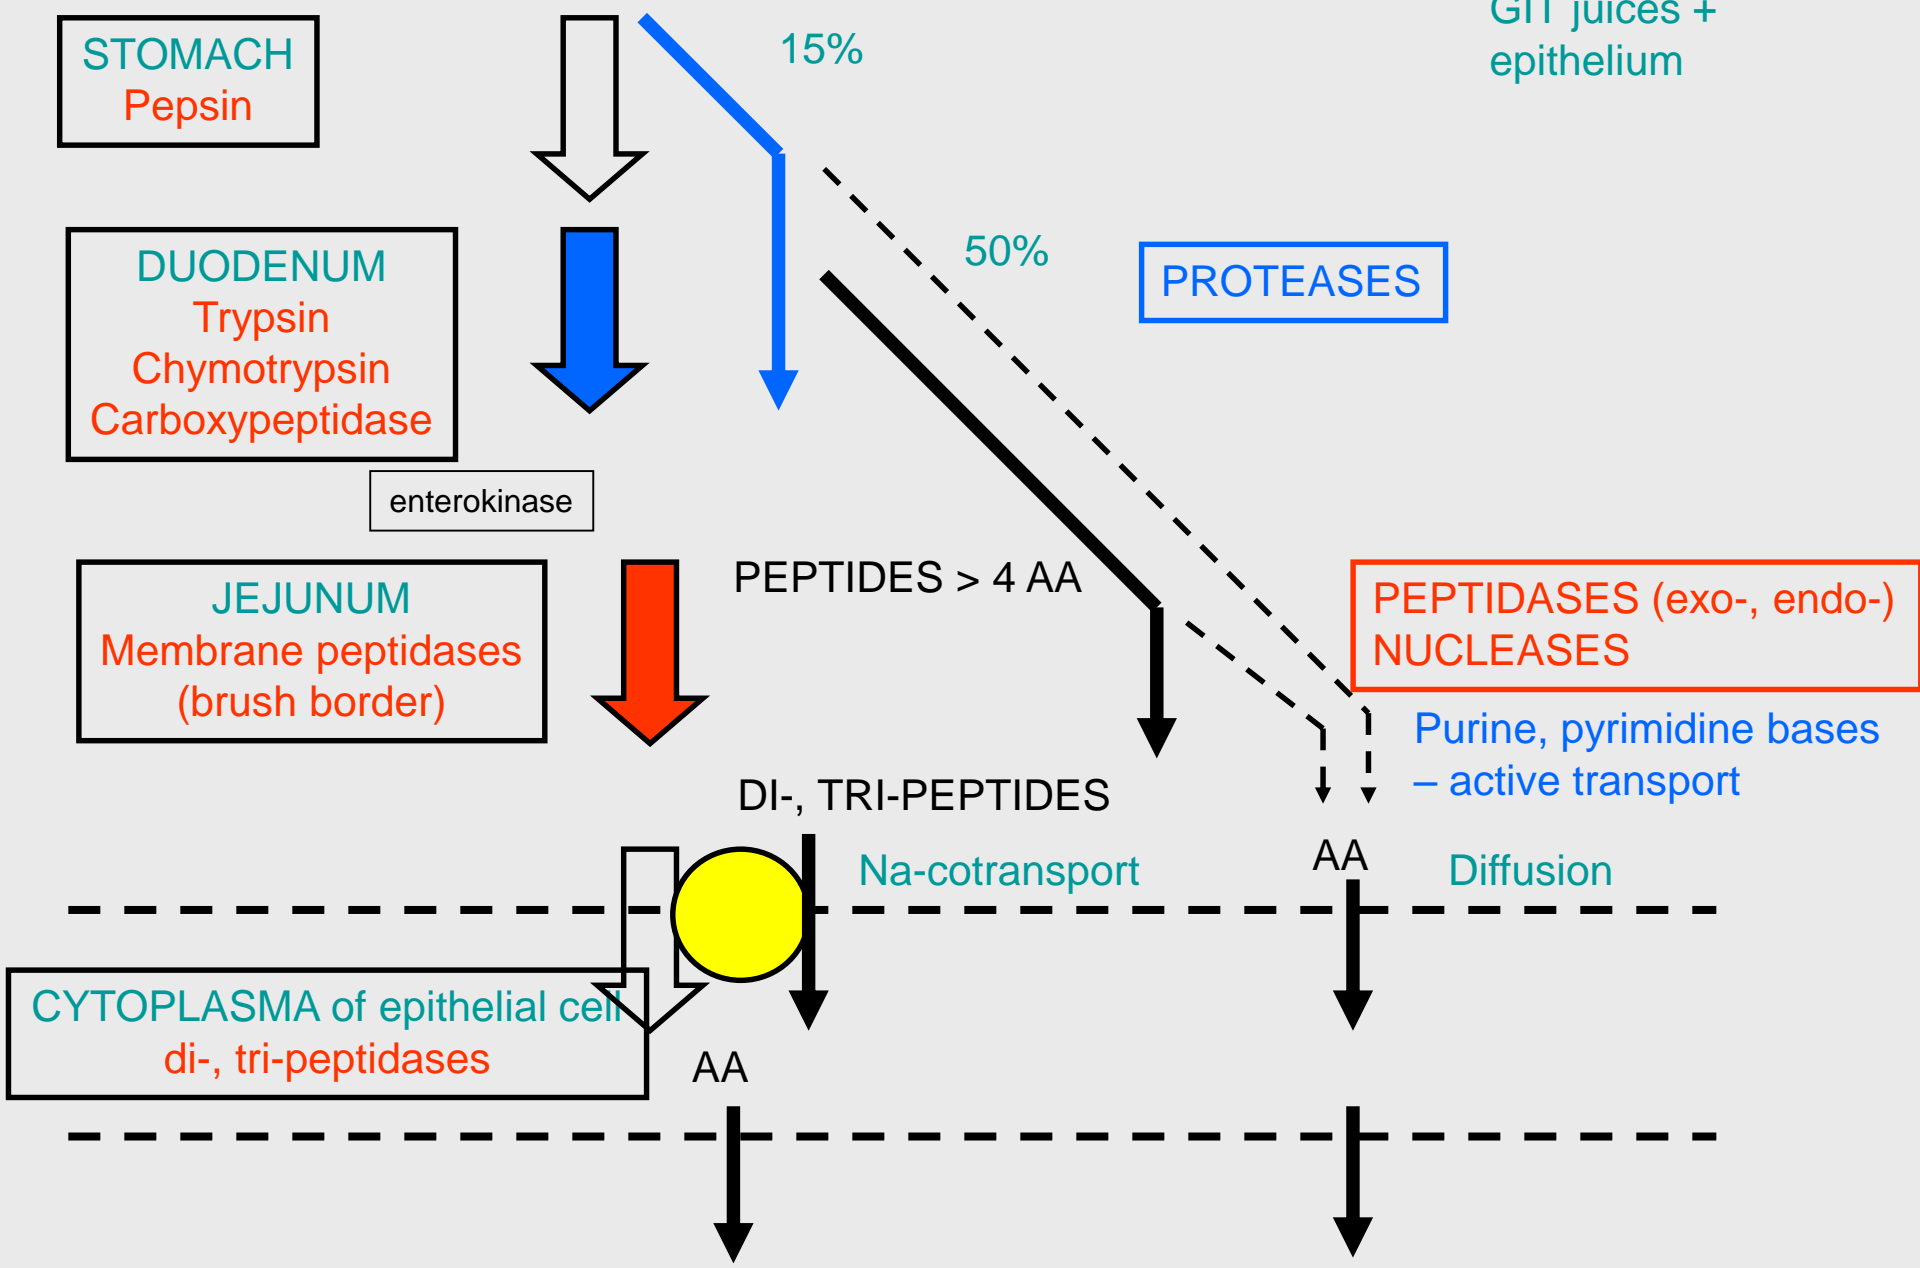 GIT juices +
epithelium
STOMACH
Pepsin
15%
DUODENUM
Trypsin
Chymotrypsin
Carboxypeptidase
50%
PROTEASES
enterokinase
JEJUNUM
Membrane peptidases
(brush border)
PEPTIDES > 4 AA
PEPTIDASES (exo-, endo-)
NUCLEASES
Purine, pyrimidine bases
– active transport
DI-, TRI-PEPTIDES
Na-cotransport
AA
Diffusion
CYTOPLASMA of epithelial cell
di-, tri-peptidases
AA